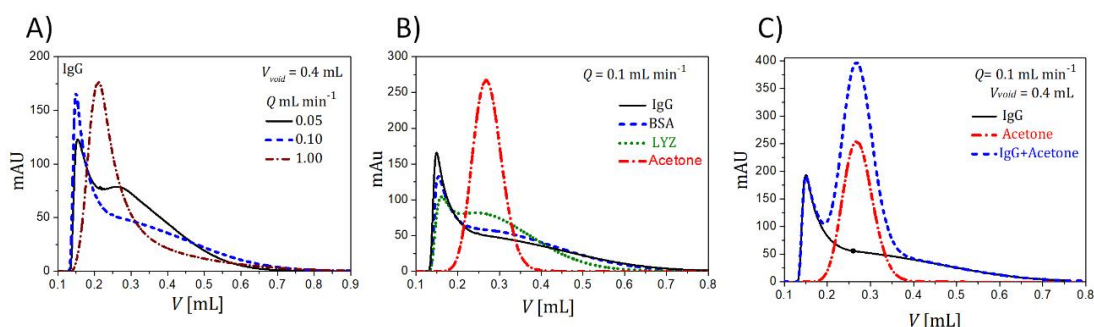 A)
200
150
100
50
0
mAU
IgG
V_void = 0.4 mL
Q mL min⁻¹
0.05
0.10
1.00
0.1 0.2 0.3 0.4 0.5 0.6 0.7 0.8 0.9
V [mL]
B)
300
250
200
150
100
50
0
mAu
Q = 0.1 mL min⁻¹
IgG
BSA
LYZ
Acetone
0.1 0.2 0.3 0.4 0.5 0.6 0.7 0.8
V [mL]
C)
400
350
300
250
200
150
100
50
0
mAU
Q= 0.1 mL min⁻¹
Vvoid = 0.4 mL
IgG
Acetone
IgG+Acetone
0.1 0.2 0.3 0.4 0.5 0.6 0.7 0.8
V [mL]